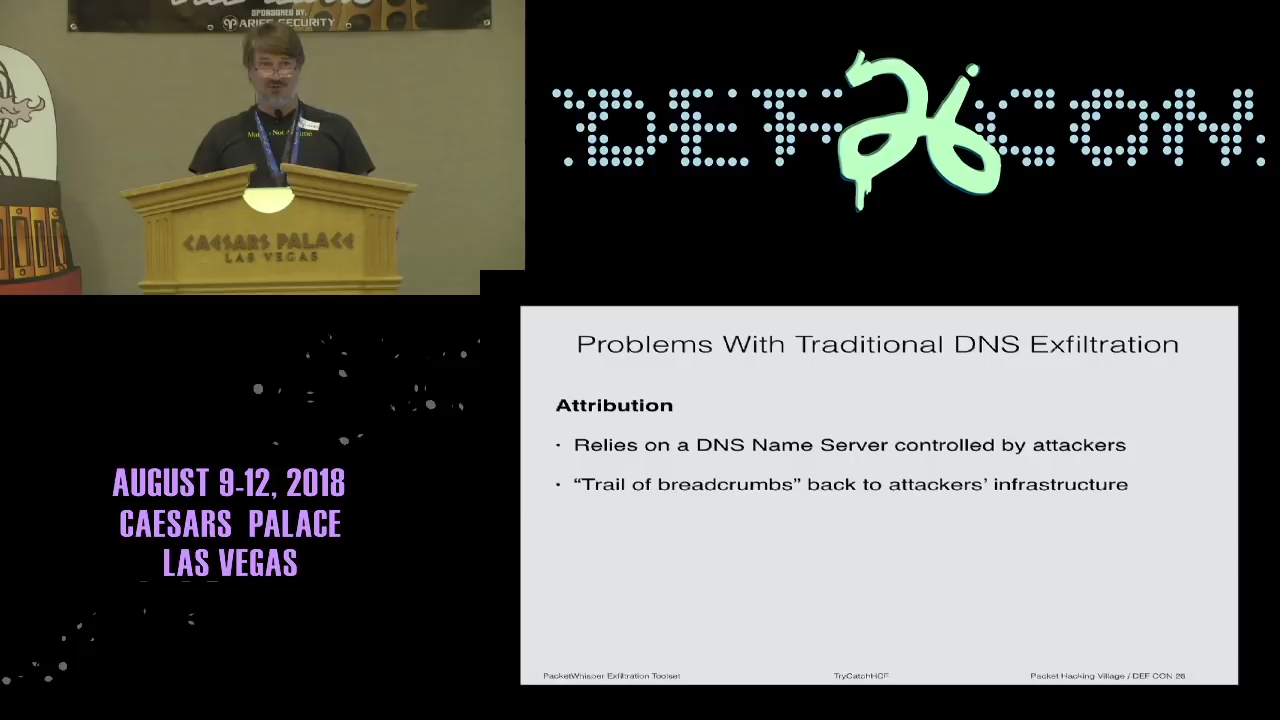 SPONSORED BY:
ARIES SECURITY
DEF 26 CON
CAESARS PALACE
LAS VEGAS
AUGUST 9-12, 2018
CAESARS PALACE
LAS VEGAS
Problems With Traditional DNS Exfiltration
Attribution
· Relies on a DNS Name Server controlled by attackers
· “Trail of breadcrumbs” back to attackers’ infrastructure
PacketWhisper Exfiltration Toolset
TryCatchHCF
Packet Hacking Village / DEF CON 26